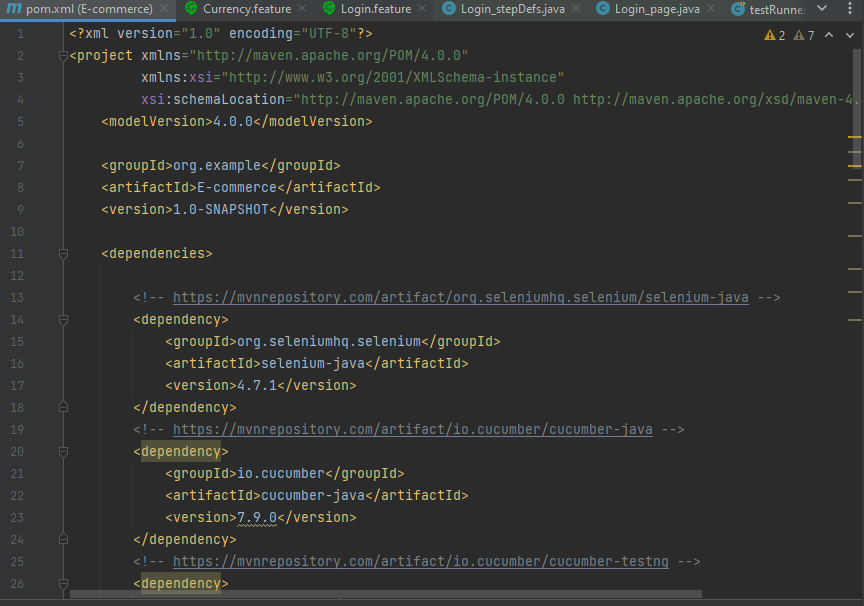 pom.xml (E-commerce) Currency.feature Login.feature Login_stepDefs.java Login_page.java testRunne
2 7
1 <?xml version="1.0" encoding="UTF-8"?>
2 <project xmlns="http://maven.apache.org/POM/4.0.0"
3 xmlns:xsi="http://www.w3.org/2001/XMLSchema-instance"
4 xsi:schemaLocation="http://maven.apache.org/POM/4.0.0 http://maven.apache.org/xsd/maven-4.
5 <modelVersion>4.0.0</modelVersion>
6
7 <groupId>org.example</groupId>
8 <artifactId>E-commerce</artifactId>
9 <version>1.0-SNAPSHOT</version>
10
11 <dependencies>
12
13 <!-- https://mvnrepository.com/artifact/org.seleniumhq.selenium/selenium-java -->
14 <dependency>
15 <groupId>org.seleniumhq.selenium</groupId>
16 <artifactId>selenium-java</artifactId>
17 <version>4.7.1</version>
18 </dependency>
19 <!-- https://mvnrepository.com/artifact/io.cucumber/cucumber-java -->
20 <dependency>
21 <groupId>io.cucumber</groupId>
22 <artifactId>cucumber-java</artifactId>
23 <version>7.9.0</version>
24 </dependency>
25 <!-- https://mvnrepository.com/artifact/io.cucumber/cucumber-testng -->
26 <dependency>